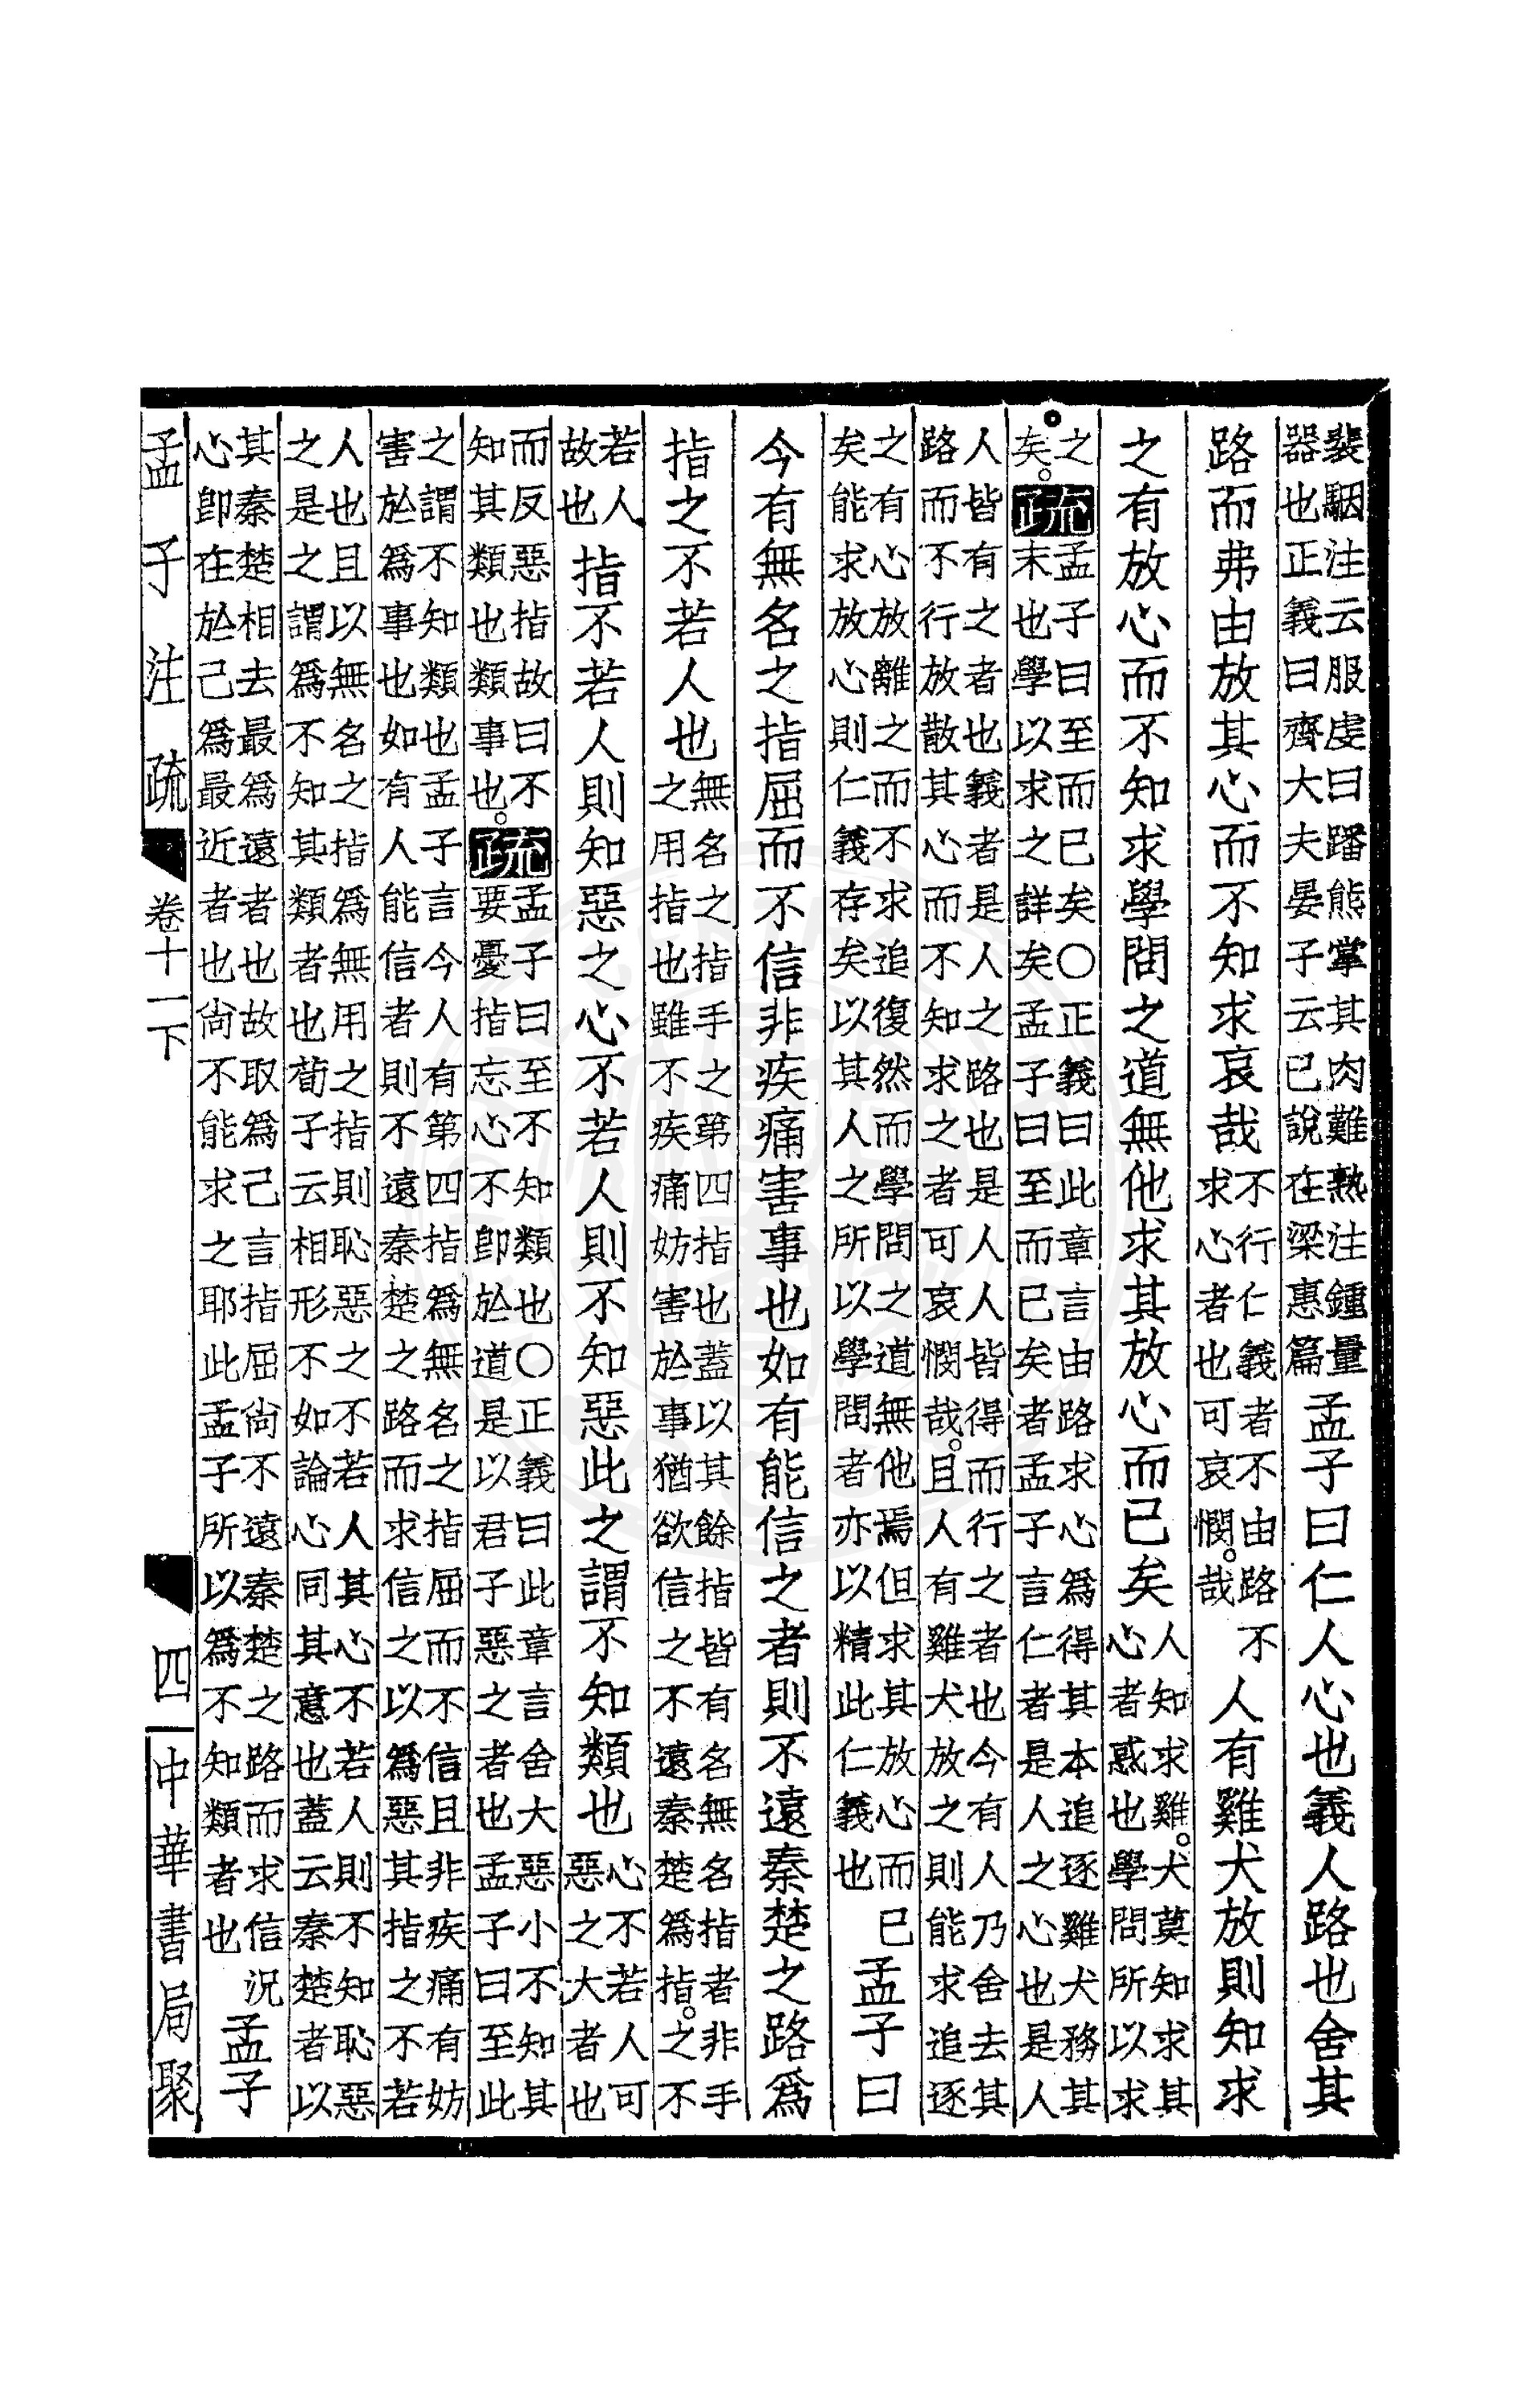 裴駰注云服虔曰蹯熊掌其肉難熟注鍾量
器也正義曰齊大夫晏子云已說在梁惠篇
孟子曰仁人心也義人路也舍其
路而弗由放其心而不知求哀哉
不行仁義者不由路不
求心者也可哀憫。哉
人有雞犬放則知求
之有放心而不知求學問之道無他求其放心而已矣
人知求雞。犬莫知求其
心者惑也學問所以求
之
矣。
疏
孟子曰至而已矣○正義曰此章言由路求心爲得其本追逐雞犬務其
末也學以求之詳矣孟子曰至而已矣者孟子言仁者是人之心也是人
人皆有之者也義者是人之路也是人人皆得而行之者也今有人乃舍去其
路而不行放散其心而不知求之者可哀憫哉。且人有雞犬放之則能求追逐
之有心放離之而不求追復然而學問之道無他焉但求其放心而已
矣能求放心則仁義存矣以其人之所以學問者亦以精此仁義也
孟子曰
今有無名之指屈而不信非疾痛害事也如有能信之者則不遠秦楚之路爲
指之不若人也
無名之指手之第四指也蓋以其餘指皆有名無名指者非手
之用指也雖不疾痛妨害於事猶欲信之不遠秦楚爲指。之不
若人
故也
指不若人則知惡之心不若人則不知惡此之謂不知類也
心不若人可
惡之大者也
而反惡指故曰不
知其類也類事也。
疏
孟子曰至不知類也○正義曰此章言舍大惡小不知其
要憂指忘心不卽於道是以君子惡之者也孟子曰至此
之謂不知類也孟子言今人有第四指爲無名之指屈而不信且非疾痛有妨
害於爲事也如有人能信者則不遠秦楚之路而求信之以爲惡其指之不若
人也且以無名之指爲無用之指則恥惡之不若人其心不若人則不知恥惡
之是之謂爲不知其類者也荀子云相形不如論心同其意也蓋云秦楚者以
其秦楚相去最爲遠者也故取爲己言指屈尚不遠秦楚之路而求信況
心卽在於己爲最近者也尚不能求之耶此孟子所以爲不知類者也
孟子
孟子注疏 卷十一下 四 中華書局聚